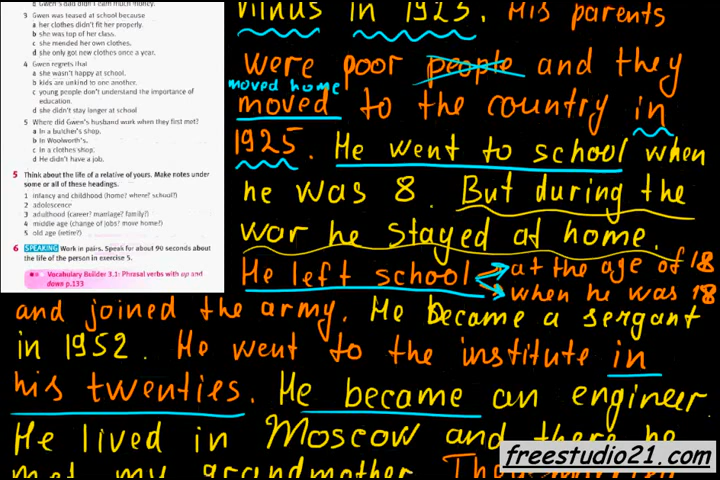 d Gwen's dad didn't earn much money.
3 Gwen was teased at school because
a her clothes didn't fit her properly.
b she was top of her class.
c she mended her own clothes.
d she only got new clothes once a year.
4 Gwen regrets that
a she wasn't happy at school.
b kids are unkind to one another.
c young people don't understand the importance of
education.
d she didn't stay longer at school
5 Where did Gwen's husband work when they first met?
a In a butcher's shop.
b In Woolworth's.
c In a clothes shop.
d He didn't have a job.
5 Think about the life of a relative of yours. Make notes under
some or all of these headings.
1 infancy and childhood (home? where? school?)
2 adolescence
3 adulthood (career? marriage? family?)
4 middle age (change of jobs? move home?)
5 old age (retire?)
6 SPEAKING Work in pairs. Speak for about 90 seconds about
the life of the person in exercise 5.
Vocabulary Builder 3.1: Phrasal verbs with up and
down p.133
Vilnus in 1923. His parents
were poor people and they
moved home
moved to the country in
1925. He went to school when
he was 8. But during the
war he stayed at home.
He left school at the age of 18
when he was 18
and joined the army. He became a sergant
in 1952. He went to the institute in
his twenties. He became an engineer.
He lived in Moscow and there he
met my grandmother. They married
freestudio21.com